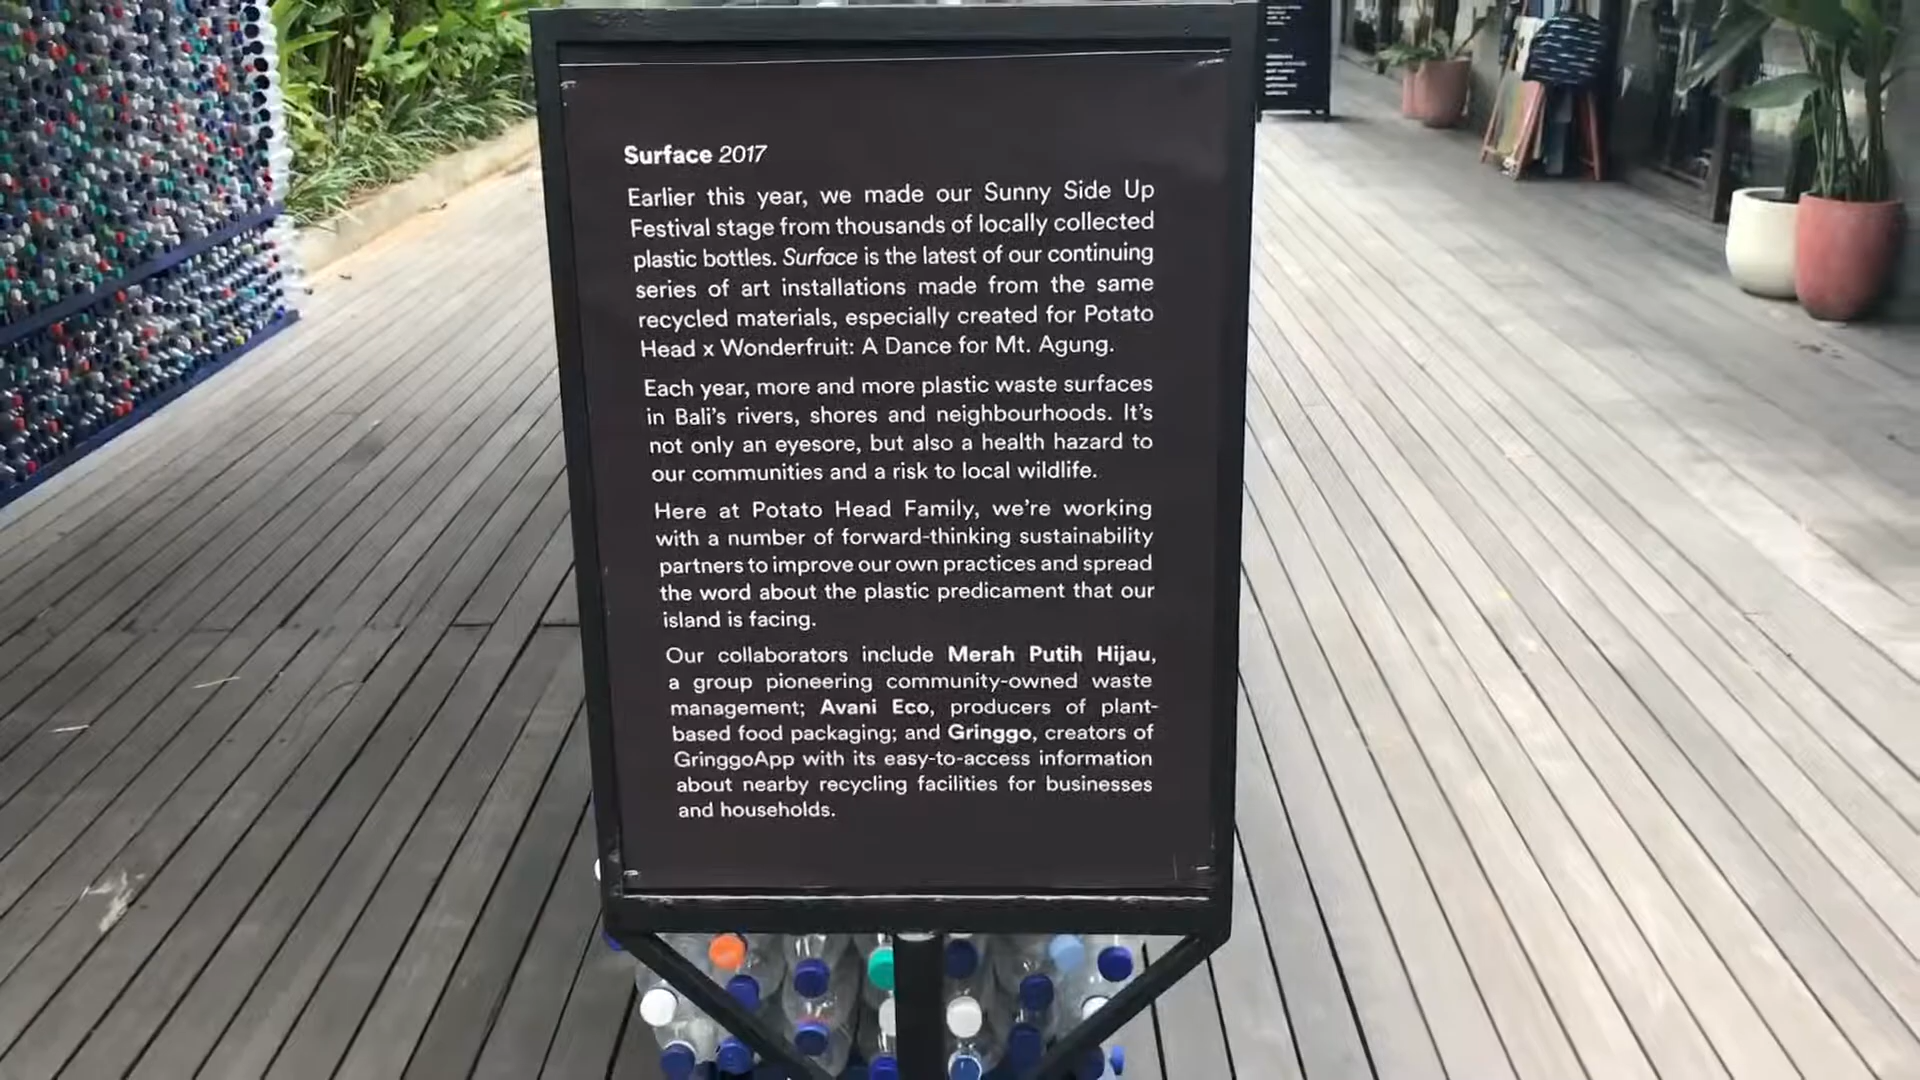 Surface 2017
Earlier this year, we made our Sunny Side Up
Festival stage from thousands of locally collected
plastic bottles. Surface is the latest of our continuing
series of art installations made from the same
recycled materials, especially created for Potato
Head x Wonderfruit: A Dance for Mt. Agung.
Each year, more and more plastic waste surfaces
in Bali's rivers, shores and neighbourhoods. It's
not only an eyesore, but also a health hazard to
our communities and a risk to local wildlife.
Here at Potato Head Family, we're working
with a number of forward-thinking sustainability
partners to improve our own practices and spread
the word about the plastic predicament that our
island is facing.
Our collaborators include Merah Putih Hijau,
a group pioneering community-owned waste
management; Avani Eco, producers of plant-
based food packaging; and Gringgo, creators of
GringgoApp with its easy-to-access information
about nearby recycling facilities for businesses
and households.